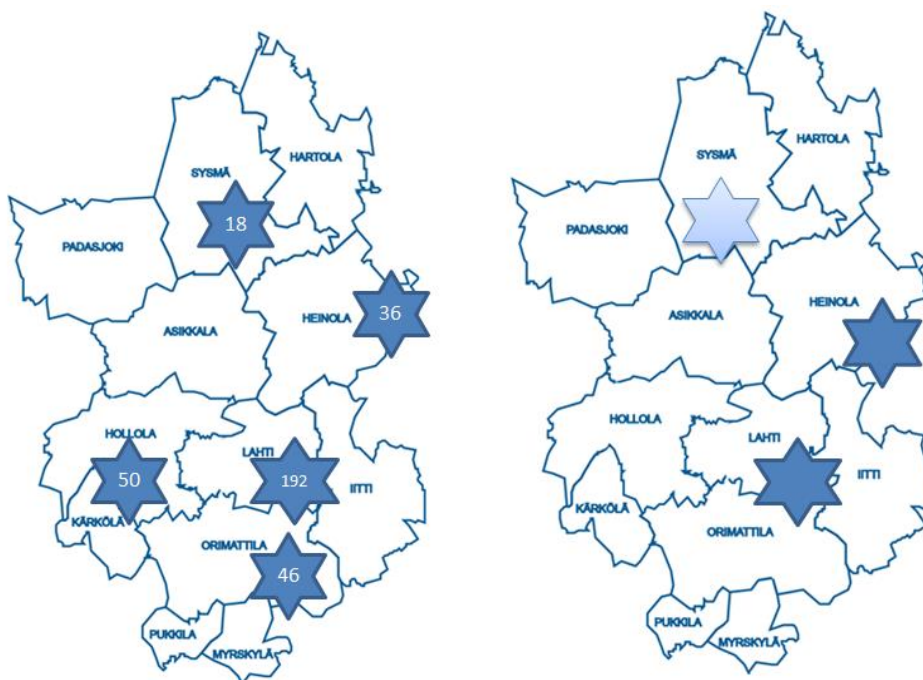 HARTOLA
SYSMÄ
18
PADASJOKI
HEINOLA
36
ASIKKALA
HOLLOLA
50
LAHTI
192
IITTI
KÄRKÖLÄ
ORIMATTILA
46
PUKKILA
MYRSKYLÄ
HARTOLA
SYSMÄ
PADASJOKI
HEINOLA
ASIKKALA
HOLLOLA
LAHTI
IITTI
KÄRKÖLÄ
ORIMATTILA
PUKKILA
MYRSKYLÄ